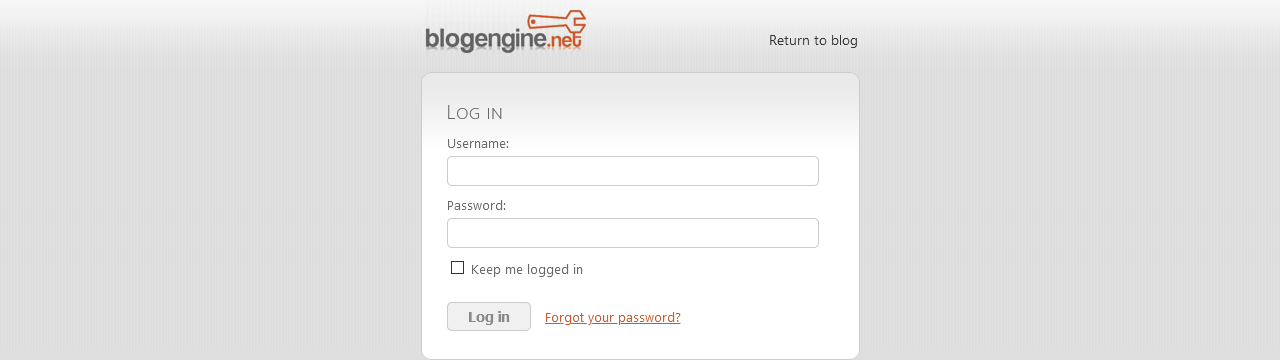 blogengine.net
Return to blog
Log in
Username:
Password:
Keep me logged in
Log in
Forgot your password?